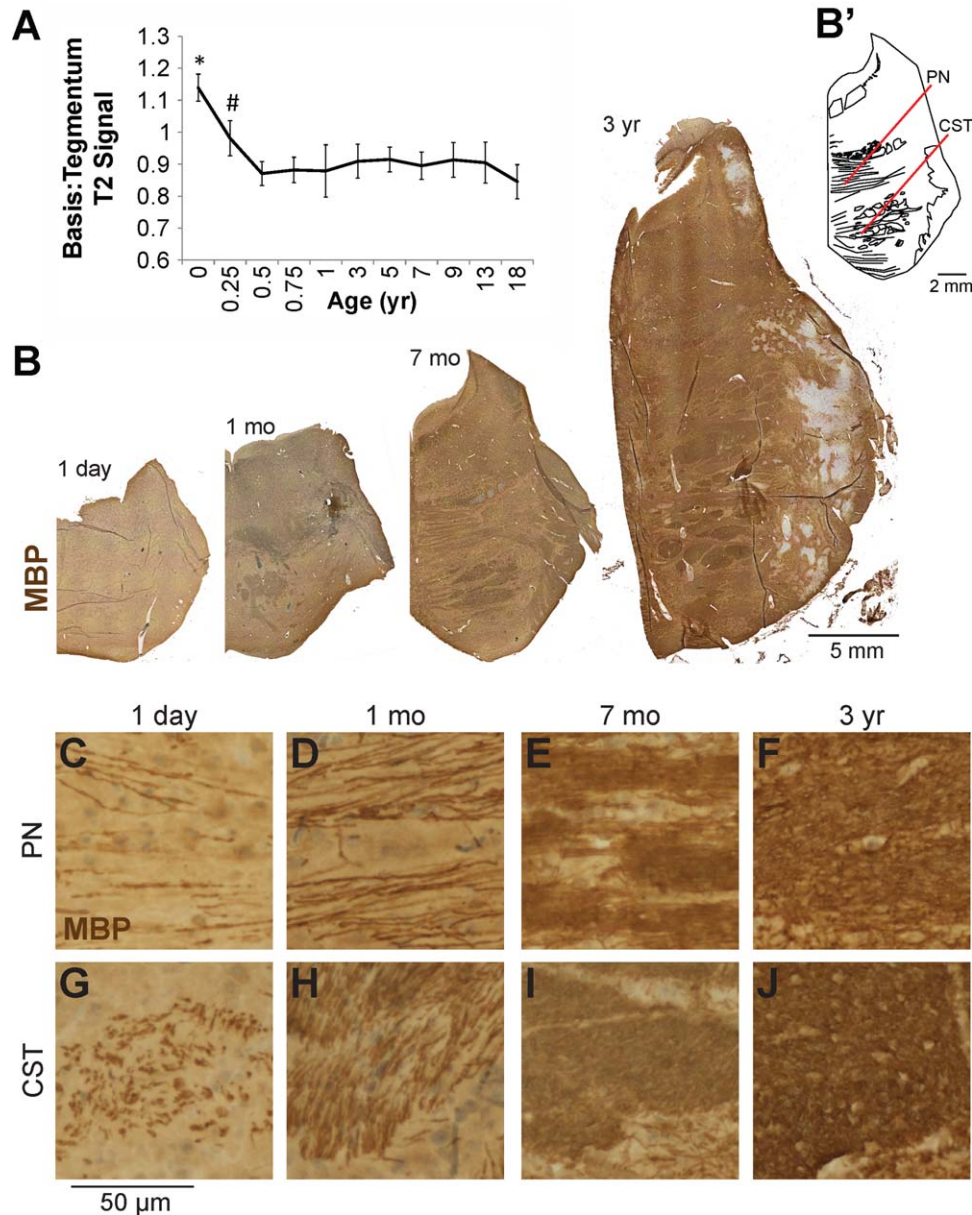 A
Basis:Tegmentum
T2 Signal
1.3
1.2
1.1
1
0.9
0.8
0.7
0.6
*
#
0
0.25
0.5
0.75
1
3
5
7
9
13
18
Age (yr)
B'
PN
CST
2 mm
3 yr
B
MBP
1 day
1 mo
7 mo
5 mm
1 day
1 mo
7 mo
3 yr
PN
C
MBP
D
E
F
CST
G
H
I
J
50 µm